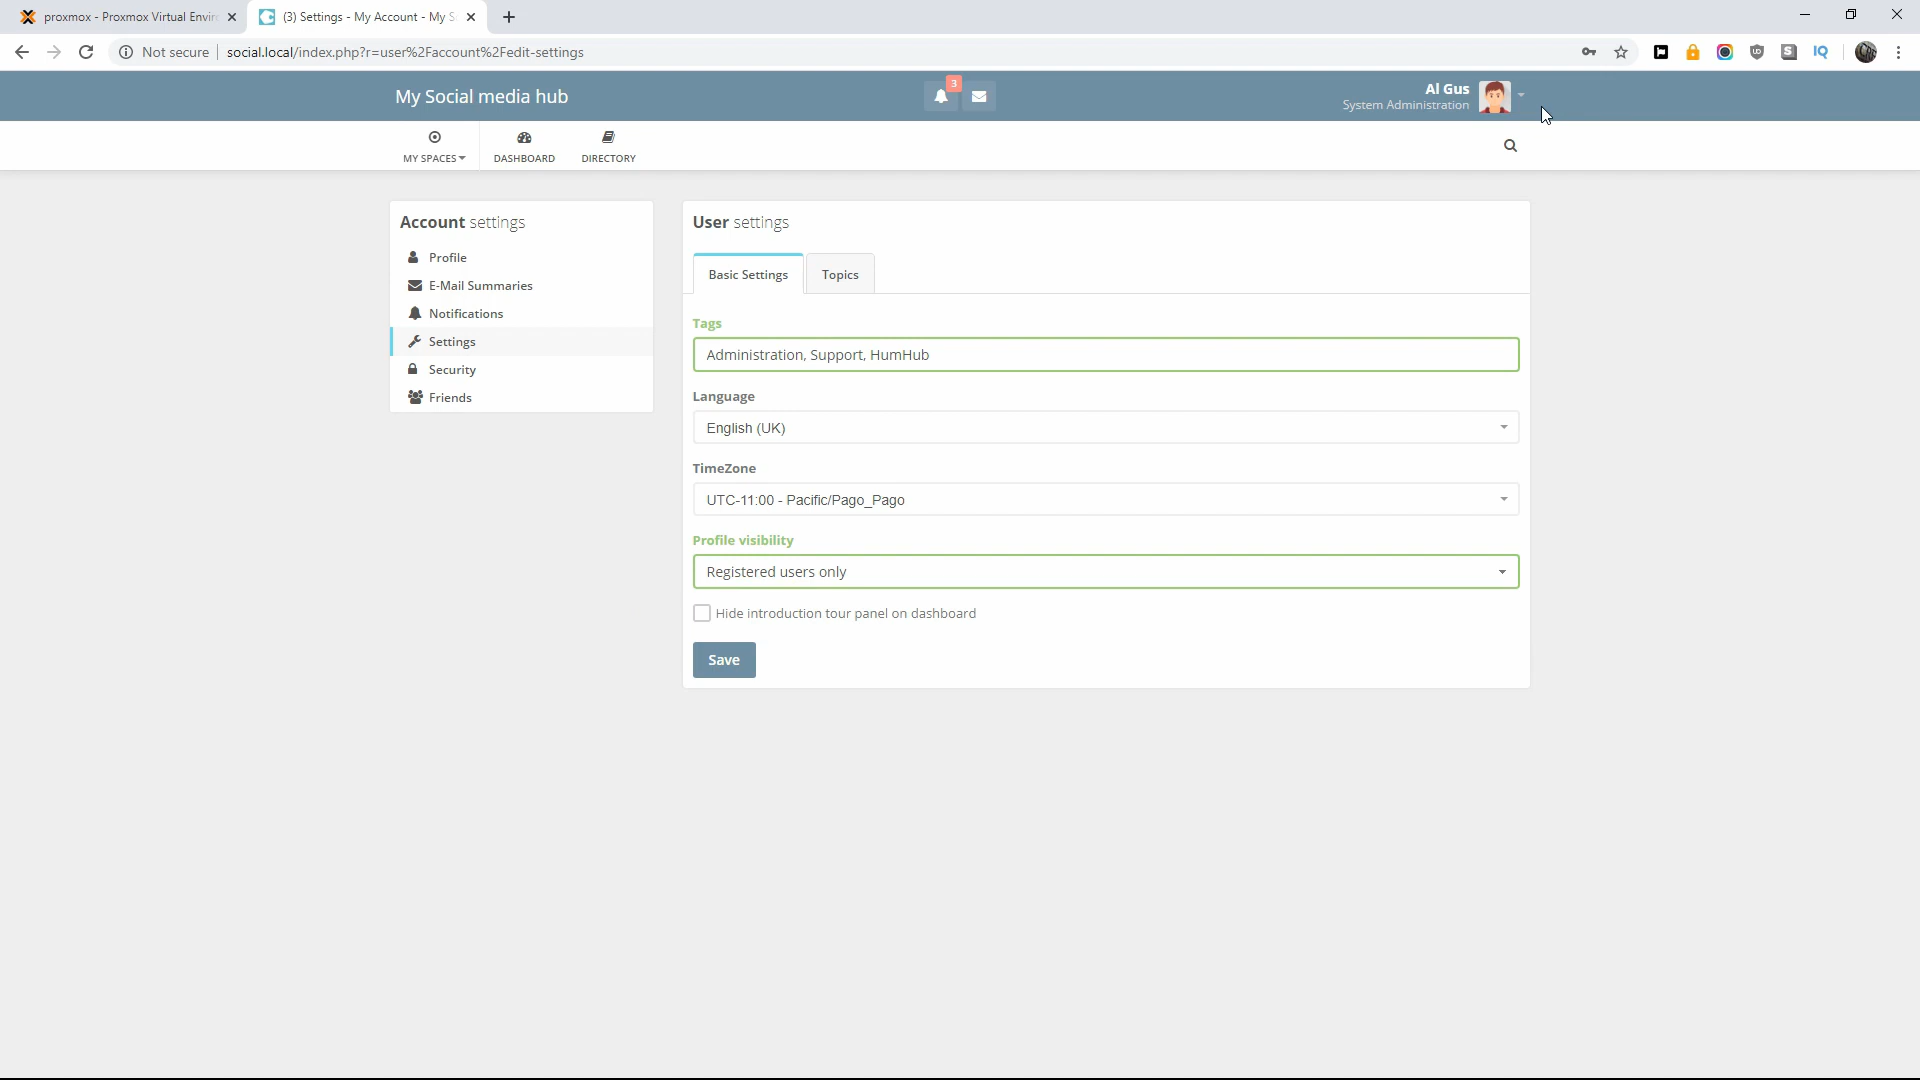 proxmox - Proxmox Virtual Envir
(3) Settings - My Account - My S
Not secure
social.local/index.php?r=user%2Faccount%2Fedit-settings
IQ
My Social media hub
3
Al Gus
System Administration
MY SPACES
DASHBOARD
DIRECTORY
Account settings
Profile
E-Mail Summaries
Notifications
Settings
Security
Friends
User settings
Basic Settings
Topics
Tags
Administration, Support, HumHub
Language
English (UK)
TimeZone
UTC-11:00 - Pacific/Pago_Pago
Profile visibility
Registered users only
Hide introduction tour panel on dashboard
Save